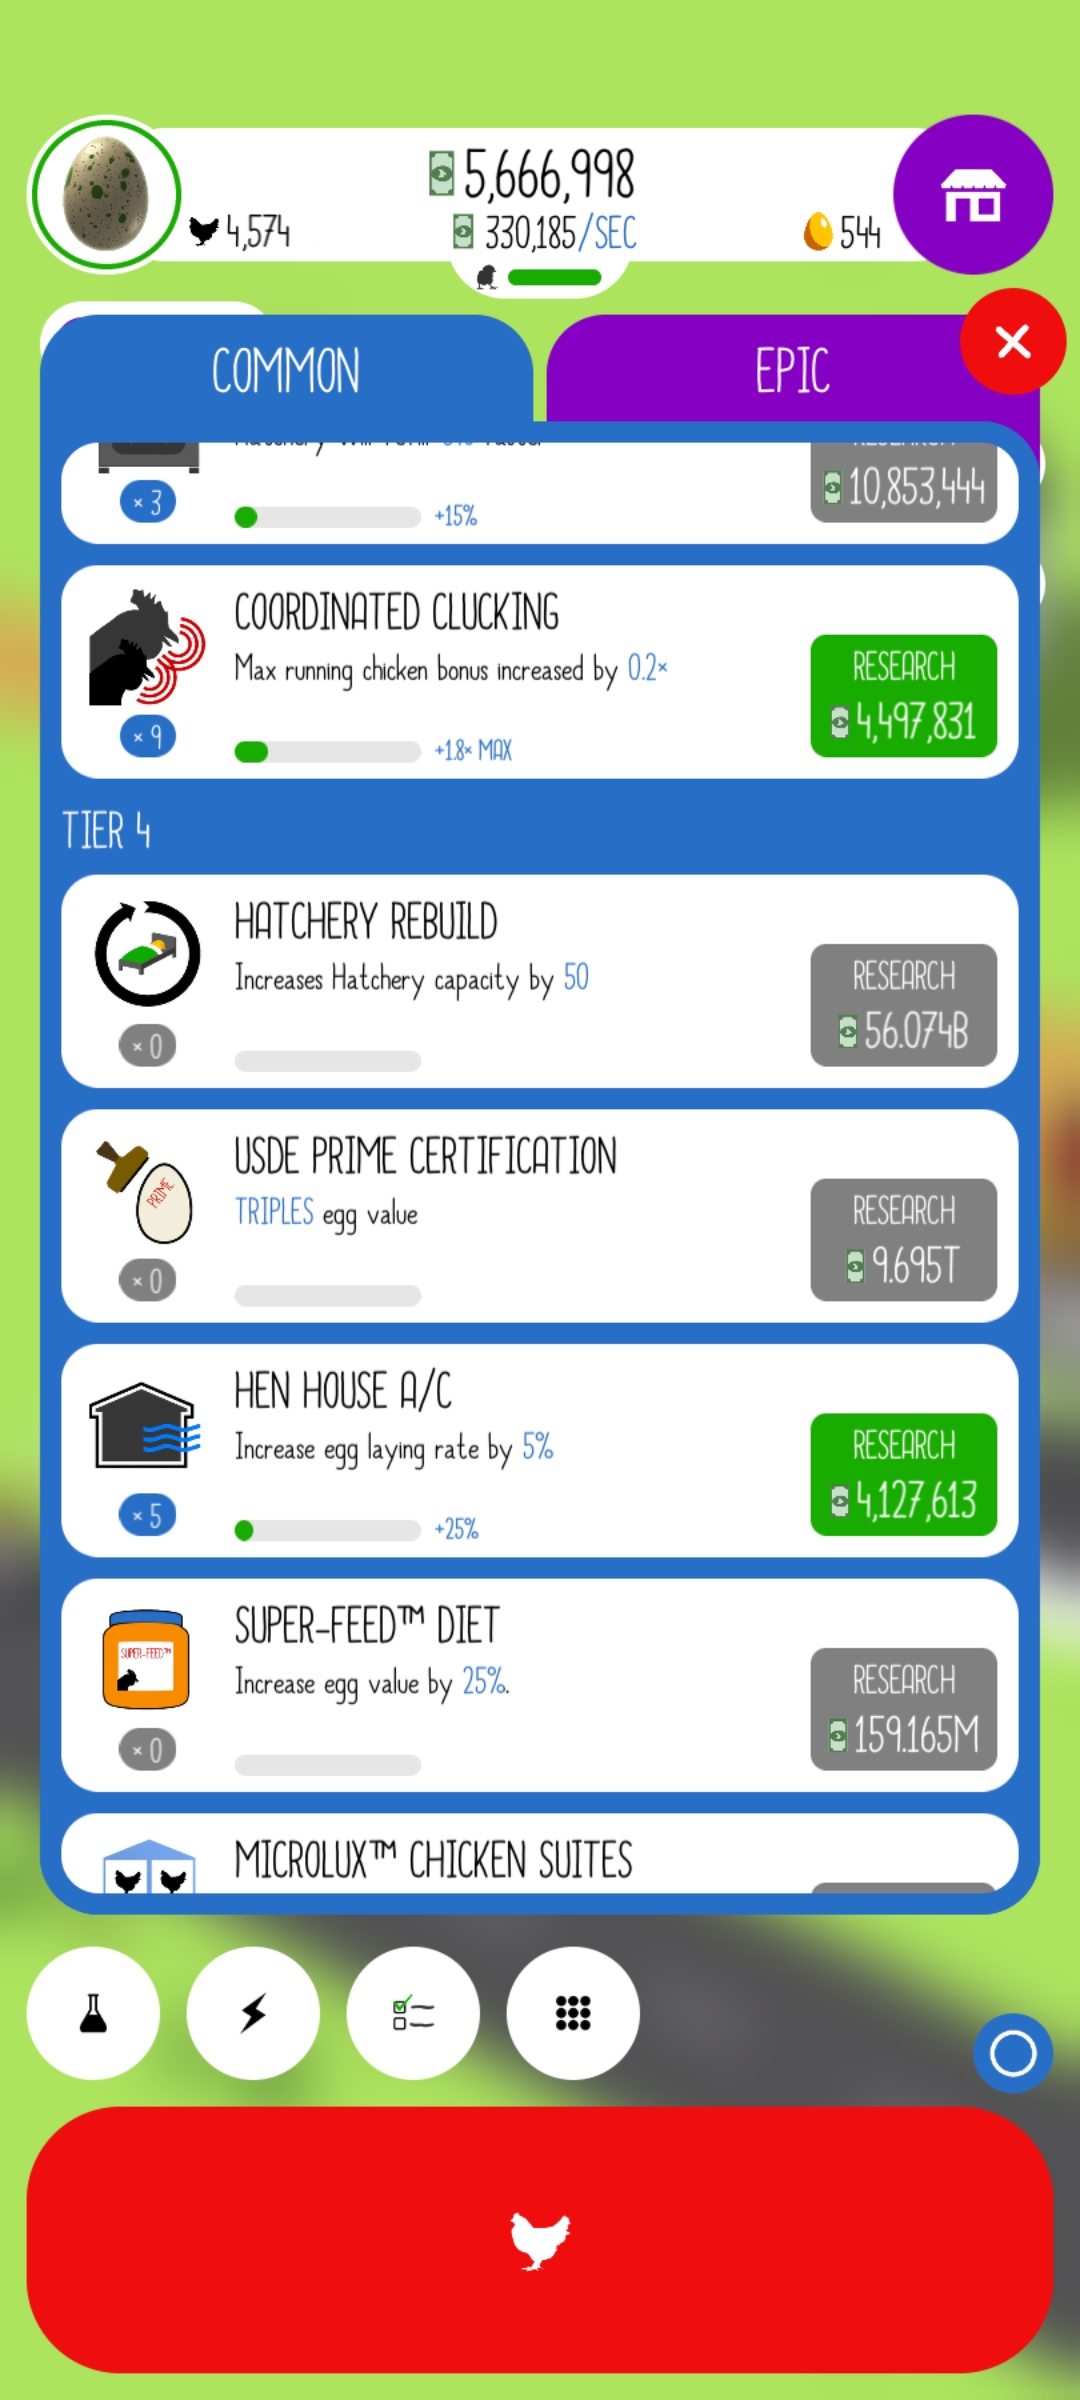 5,666,998
4,574
330,185/SEC
544
COMMON
EPIC
10,853,444
× 3
+15%
COORDINATED CLUCKING
Max running chicken bonus increased by 0.2×
RESEARCH
4,497,831
× 9
+1.8× MAX
TIER 4
HATCHERY REBUILD
Increases Hatchery capacity by 50
RESEARCH
56.074B
× 0
USDE PRIME CERTIFICATION
PRIME
TRIPLES egg value
RESEARCH
9.695T
× 0
HEN HOUSE A/C
Increase egg laying rate by 5%
RESEARCH
4,127,613
× 5
+25%
SUPER-FEED™ DIET
SUPER-FEED™
Increase egg value by 25%.
RESEARCH
159.165M
× 0
MICROLUX™ CHICKEN SUITES